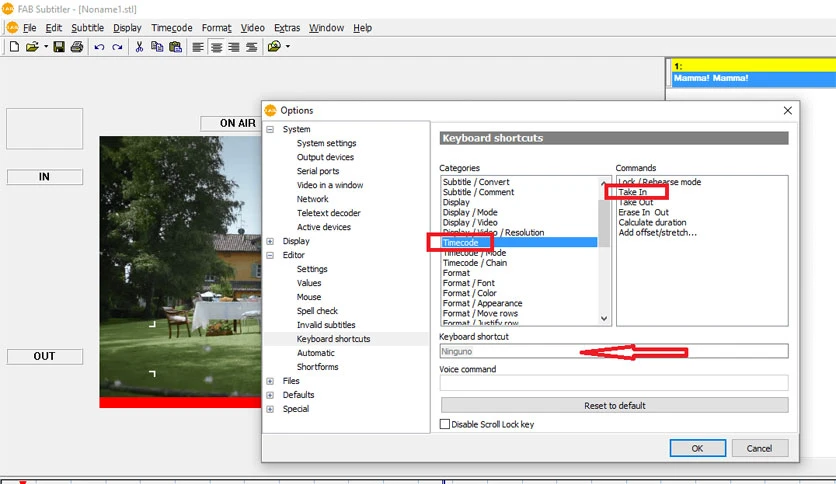 FAB Subtitler - [Noname1.stl]
File Edit Subtitle Display Timecode Format Video Extras Window Help
1:
Mamma! Mamma!
ON AIR
IN
OUT
Options
System
System settings
Output devices
Serial ports
Video in a window
Network
Teletext decoder
Active devices
Display
Editor
Settings
Values
Mouse
Spell check
Invalid subtitles
Keyboard shortcuts
Automatic
Shortforms
Files
Defaults
Special
Keyboard shortcuts
Categories
Subtitle / Convert
Subtitle / Comment
Display
Display / Mode
Display / Video
Display / Video / Resolution
Timecode
Timecode / Mode
Timecode / Chain
Format
Format / Font
Format / Color
Format / Appearance
Format / Move rows
Format / Justify row
Commands
Lock / Rehearse mode
Take In
Take Out
Erase In Out
Calculate duration
Add offset/stretch...
Keyboard shortcut
Ninguno
Voice command
Reset to default
Disable Scroll Lock key
OK
Cancel